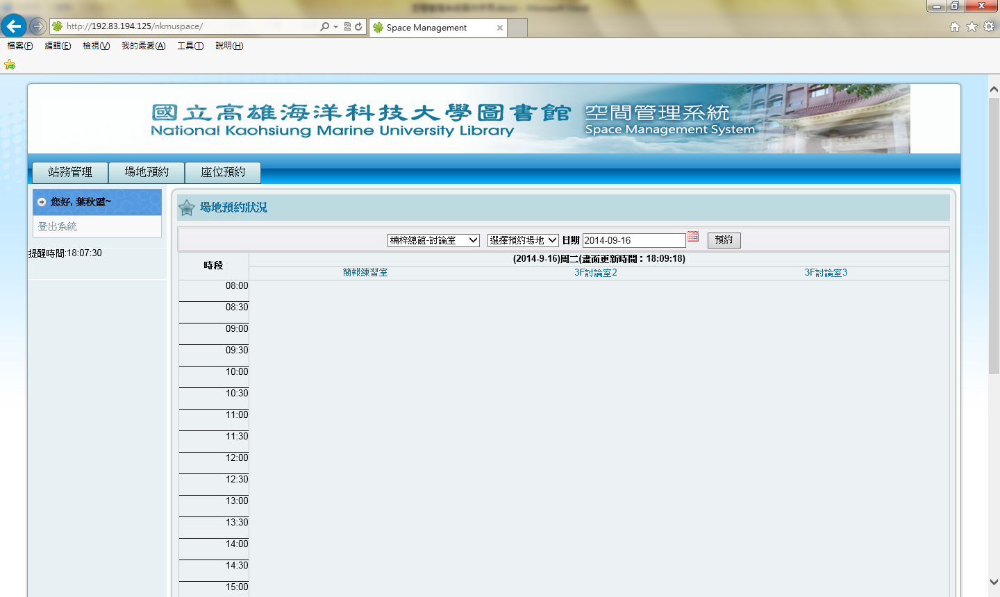 http://192.83.194.125/nkmuspace/
Space Management
檔案(F) 編輯(E) 檢視(V) 我的最愛(A) 工具(T) 說明(H)
國立高雄海洋科技大學圖書館 空間管理系統
National Kaohsiung Marine University Library Space Management System
站務管理 場地預約 座位預約
您好, 葉秋霞~
登出系統
提醒時間:18:07:30
場地預約狀況
楠梓總館-討論室 選擇預約場地 日期 2014-09-16 預約
時段
(2014-9-16)周二(畫面更新時間：18:09:18)
簡報練習室 3F討論室2 3F討論室3
08:00
08:30
09:00
09:30
10:00
10:30
11:00
11:30
12:00
12:30
13:00
13:30
14:00
14:30
15:00